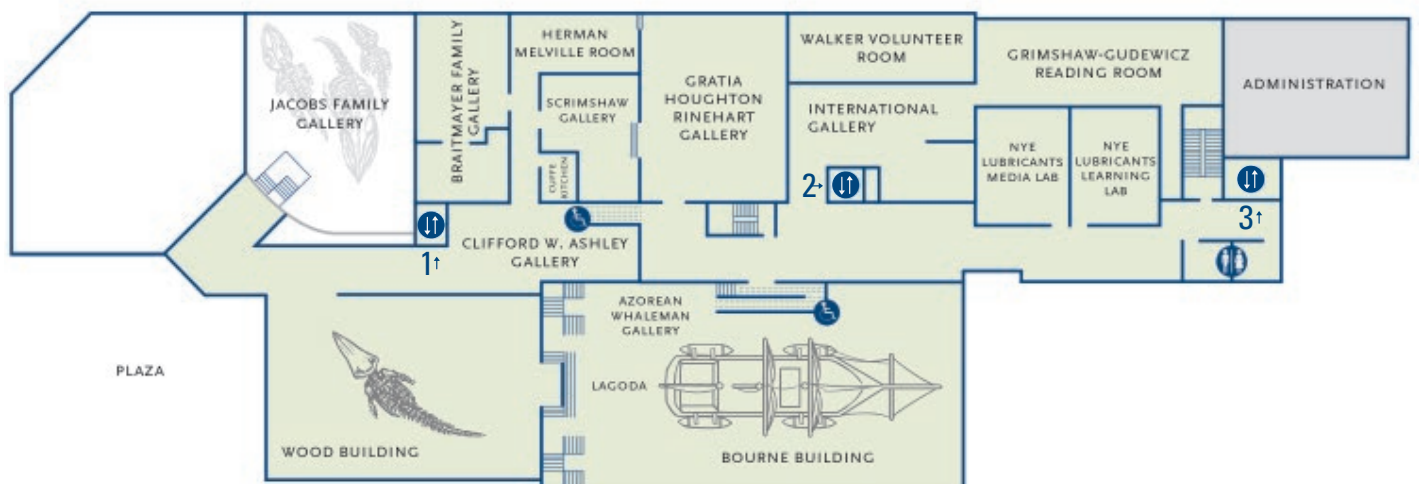 JACOBS FAMILY
GALLERY
BRAITMAYER FAMILY
GALLERY
HERMAN
MELVILLE ROOM
SCRIMSHAW
GALLERY
CUFFE
KITCHEN
GRATIA
HOUGHTON
RINEHART
GALLERY
WALKER VOLUNTEER
ROOM
INTERNATIONAL
GALLERY
GRIMSHAW-GUDEWICZ
READING ROOM
NYE
LUBRICANTS
MEDIA LAB
NYE
LUBRICANTS
LEARNING
LAB
ADMINISTRATION
1↑
2→
3↑
CLIFFORD W. ASHLEY
GALLERY
AZOREAN
WHALEMAN
GALLERY
PLAZA
LAGODA
WOOD BUILDING
BOURNE BUILDING